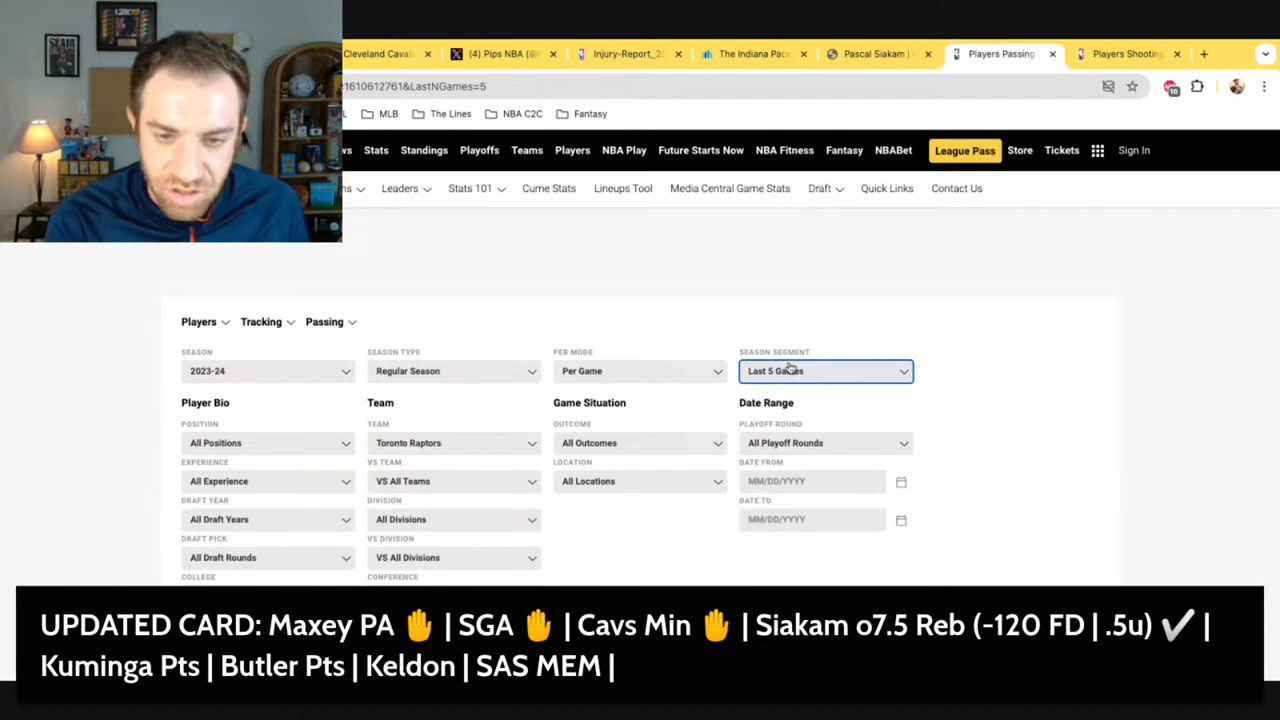 Cleveland Caval
(4) Pips NBA (@
Injury-Report_20
The Indiana Pace
Pascal Siakam |
Players Passing |
Players Shooting
1610612761&LastNGames=5
10
MLB
The Lines
NBA C2C
Fantasy
ws Stats Standings Playoffs Teams Players NBA Play Future Starts Now NBA Fitness Fantasy NBABet League Pass Store Tickets Sign In
ns Leaders Stats 101 Cume Stats Lineups Tool Media Central Game Stats Draft Quick Links Contact Us
Players Tracking Passing
SEASON SEASON TYPE PER MODE SEASON SEGMENT
2023-24 Regular Season Per Game Last 5 Games
Player Bio Team Game Situation Date Range
POSITION TEAM OUTCOME PLAYOFF ROUND
All Positions Toronto Raptors All Outcomes All Playoff Rounds
EXPERIENCE VS TEAM LOCATION DATE FROM
All Experience VS All Teams All Locations MM/DD/YYYY
DRAFT YEAR DIVISION DATE TO
All Draft Years All Divisions MM/DD/YYYY
DRAFT PICK VS DIVISION
All Draft Rounds VS All Divisions
COLLEGE CONFERENCE
UPDATED CARD: Maxey PA ✋ | SGA ✋ | Cavs Min ✋ | Siakam o7.5 Reb (-120 FD | .5u) ✔️ |
Kuminga Pts | Butler Pts | Keldon | SAS MEM |